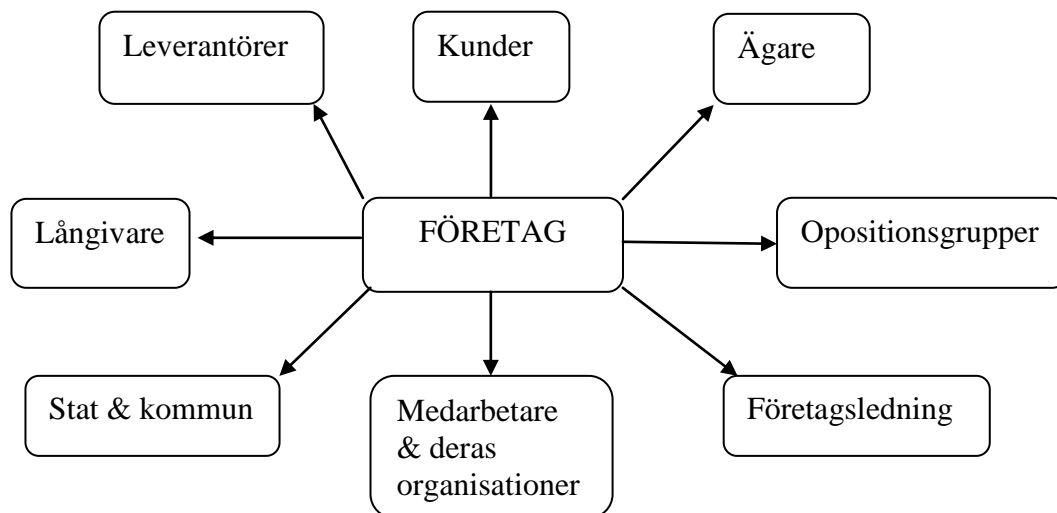 Leverantörer
Kunder
Ägare
Långivare
FÖRETAG
Opositionsgrupper
Stat & kommun
Medarbetare
& deras
organisationer
Företagsledning